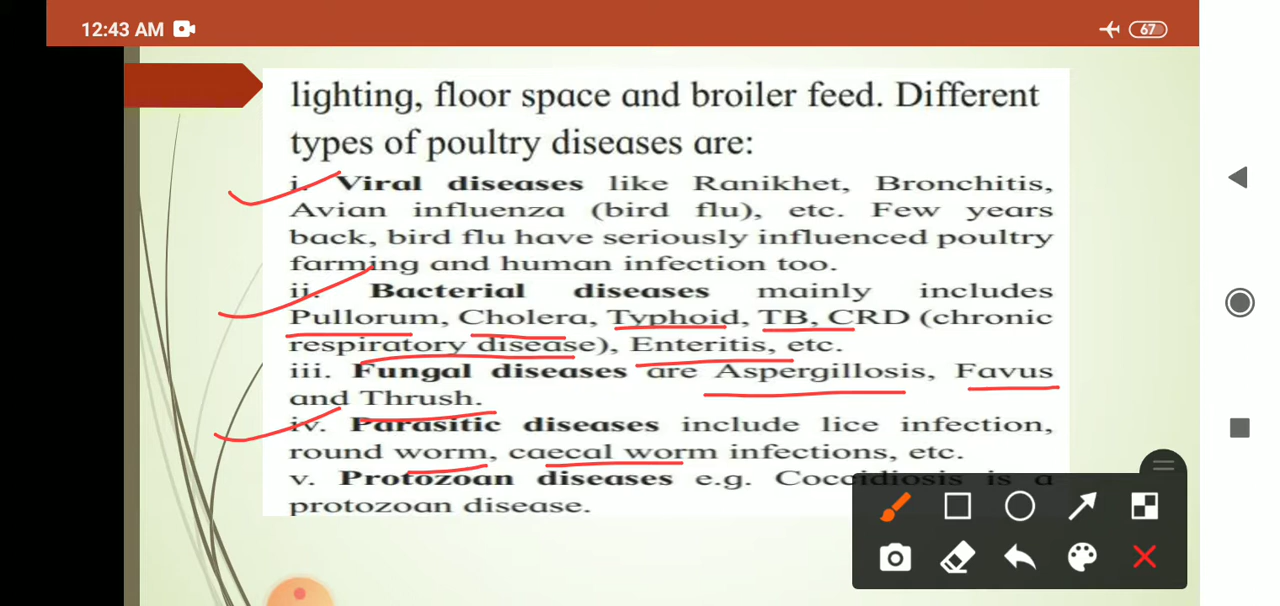 12:43 AM
67
lighting, floor space and broiler feed. Different
types of poultry diseases are:
i. Viral diseases like Ranikhet, Bronchitis,
Avian influenza (bird flu), etc. Few years
back, bird flu have seriously influenced poultry
farming and human infection too.
ii. Bacterial diseases mainly includes
Pullorum, Cholera, Typhoid, TB, CRD (chronic
respiratory disease), Enteritis, etc.
iii. Fungal diseases are Aspergillosis, Favus
and Thrush.
iv. Parasitic diseases include lice infection,
round worm, caecal worm infections, etc.
v. Protozoan diseases e.g. Coccidiosis is a
protozoan disease.